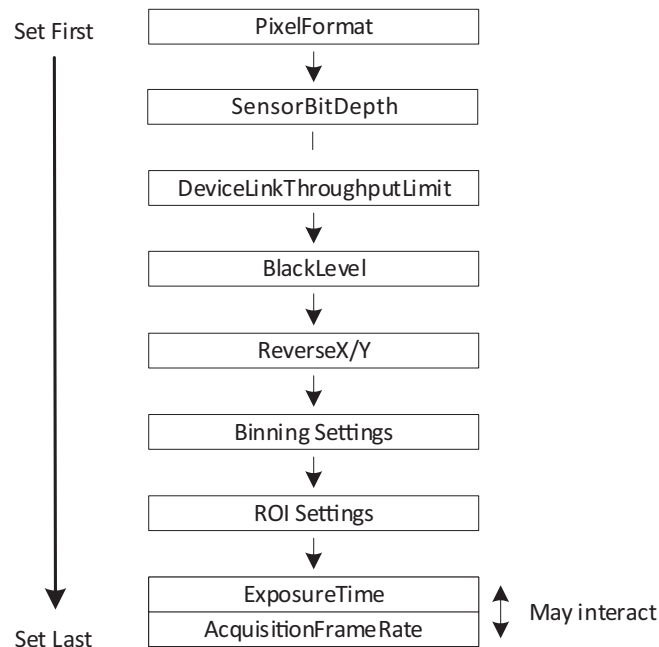 Set First
PixelFormat
SensorBitDepth
DeviceLinkThroughputLimit
BlackLevel
ReverseX/Y
Binning Settings
ROI Settings
ExposureTime
May interact
AcquisitionFrameRate
Set Last